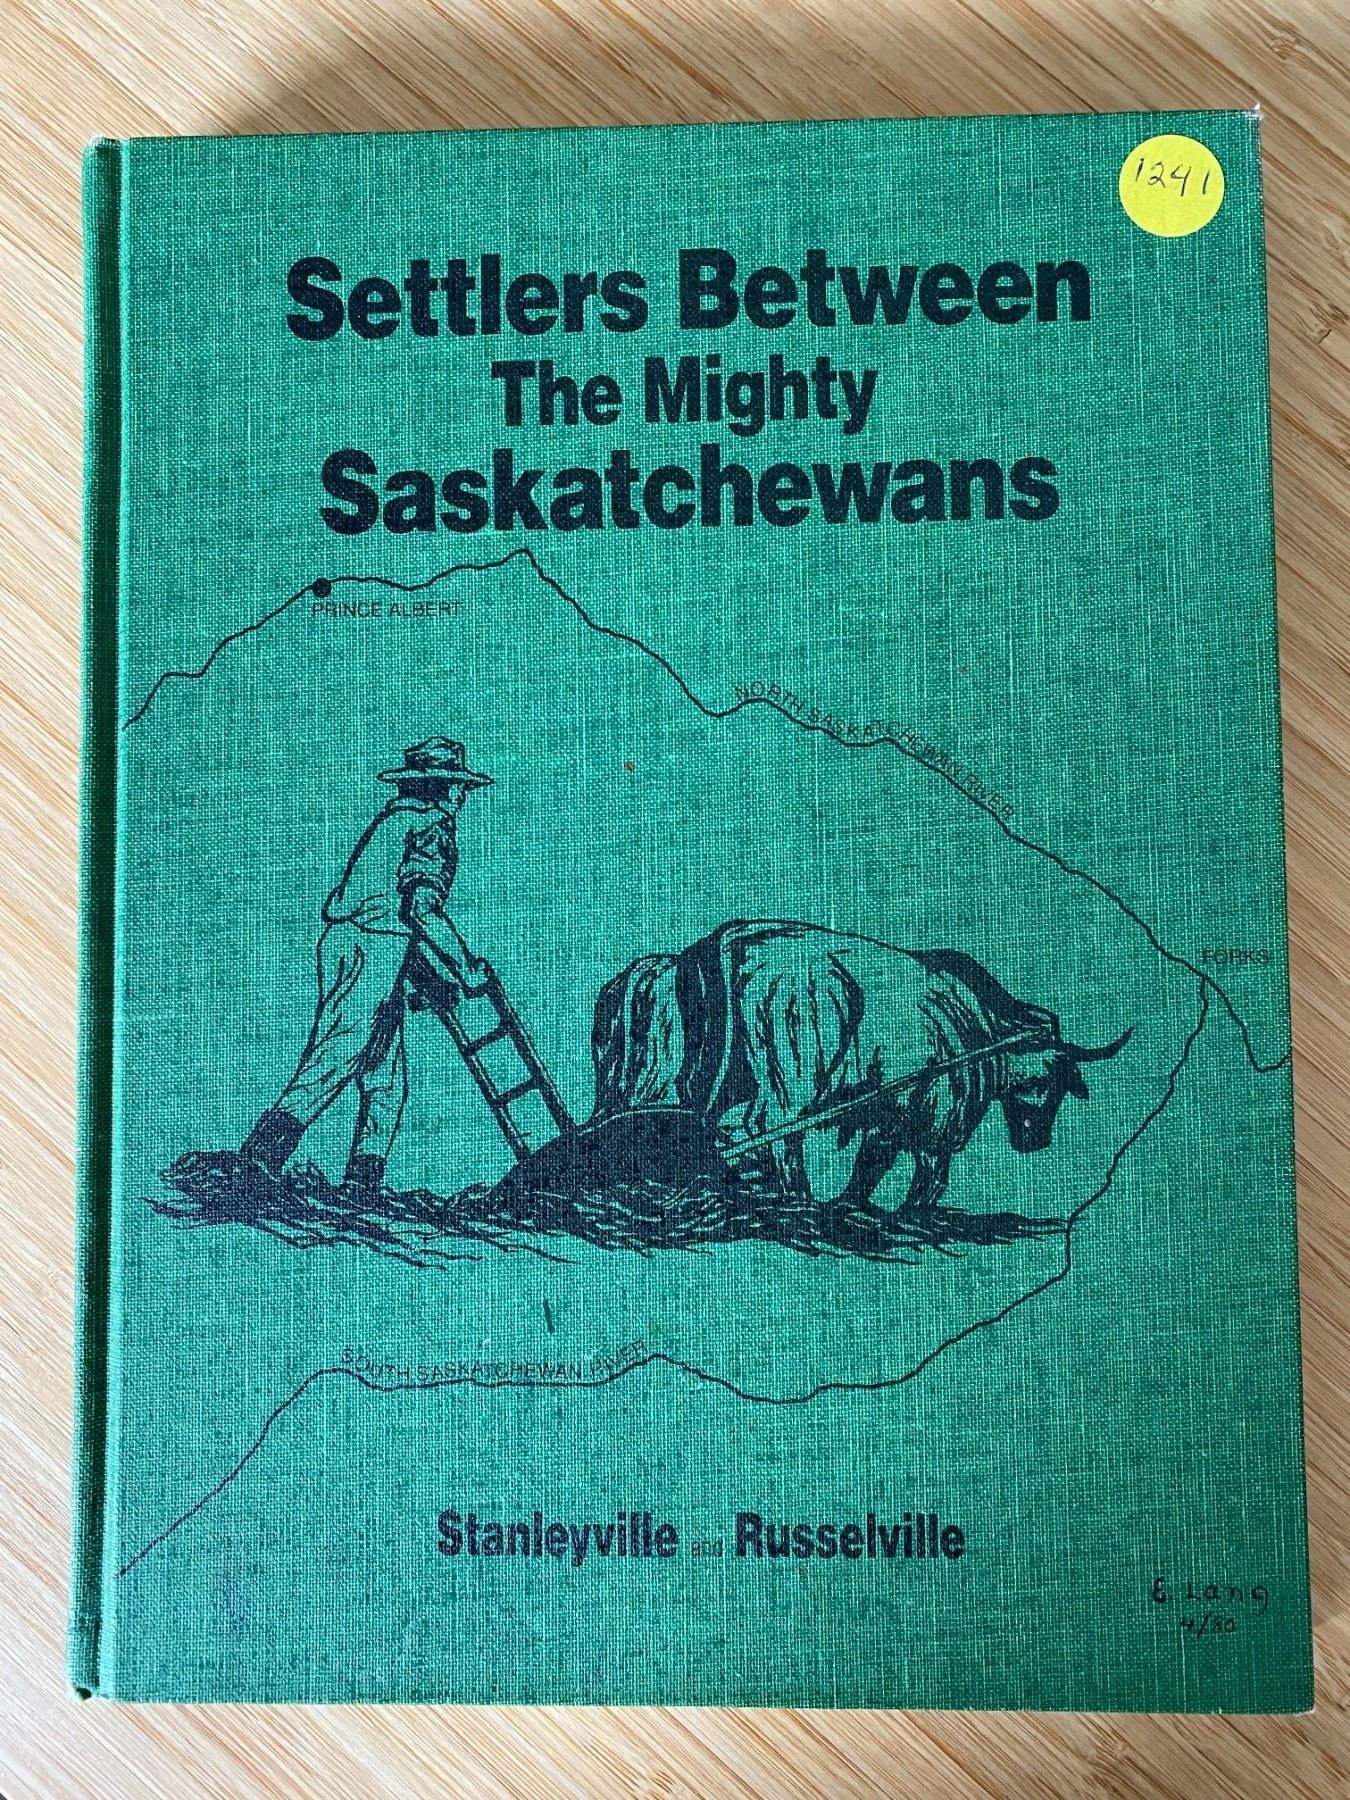 1241
Settlers Between
The Mighty
Saskatchewans
PRINCE ALBERT
NORTH SASKATCHEWAN RIVER
FORKS
SOUTH SASKATCHEWAN RIVER
Stanleyville and Russelville
E. Lang
4/80